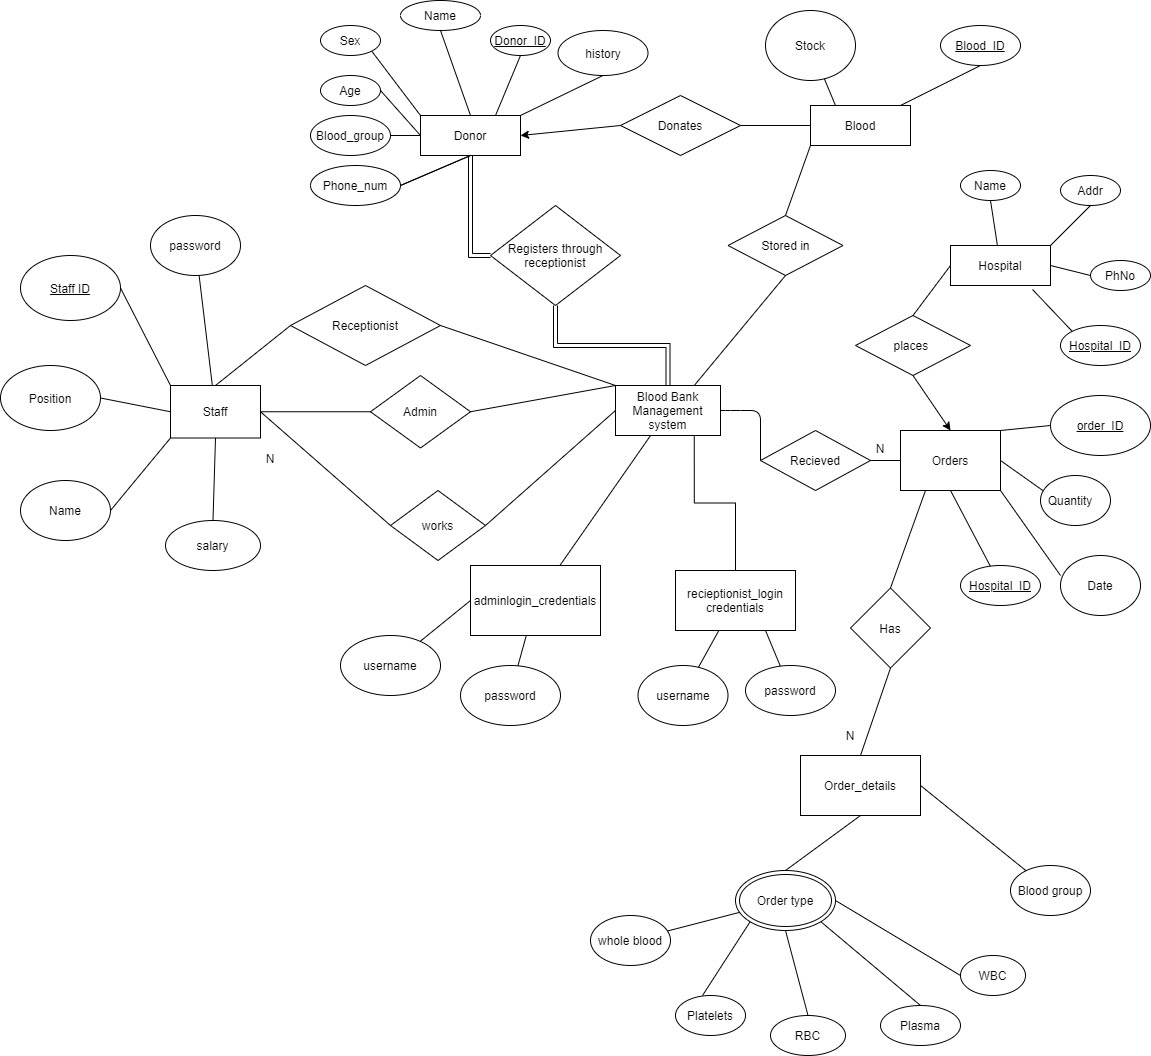 Name
Sex
Donor_ID
history
Stock
Blood_ID
Age
Blood_group
Donor
Donates
Blood
Phone_num
Name
Addr
password
Registers through
receptionist
Stored in
Hospital
PhNo
Staff ID
Receptionist
places
Hospital_ID
Position
Staff
Admin
Blood Bank
Management
system
order_ID
N
N
Recieved
Orders
Name
works
Quantity
salary
Hospital_ID
Date
adminlogin_credentials
recieptionist_login
credentials
Has
username
password
username
password
N
Order_details
Order type
Blood group
whole blood
WBC
Platelets
RBC
Plasma